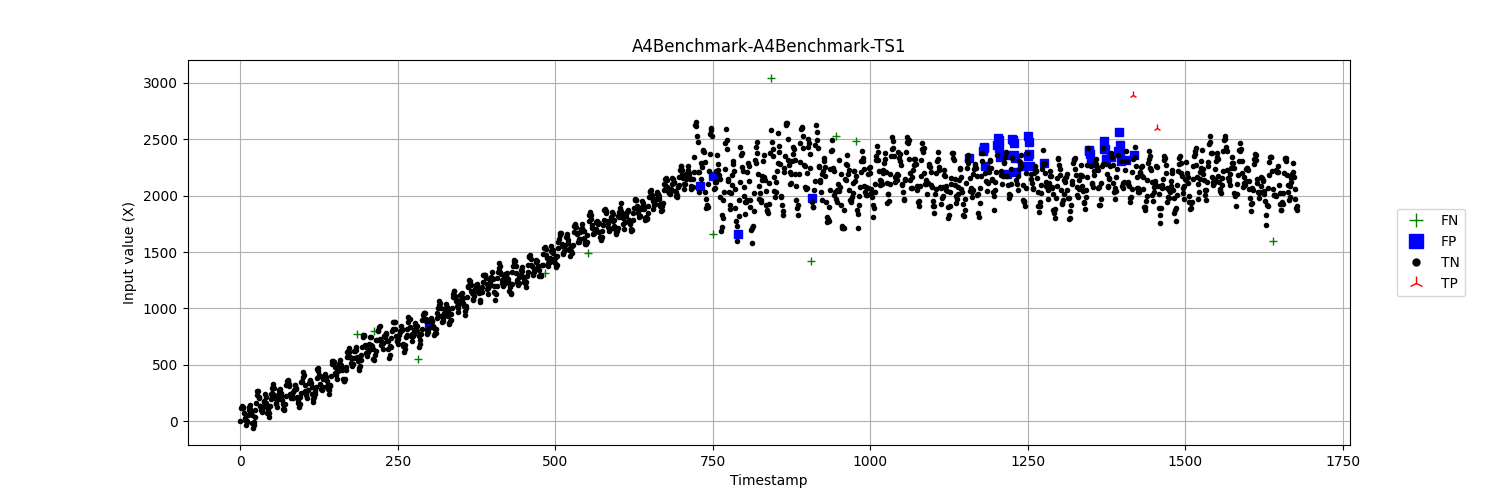 A4Benchmark-A4Benchmark-TS1
Input value (X)
3000
2500
2000
1500
1000
500
0
0 250 500 750 1000 1250 1500 1750
Timestamp
FN
FP
TN
TP